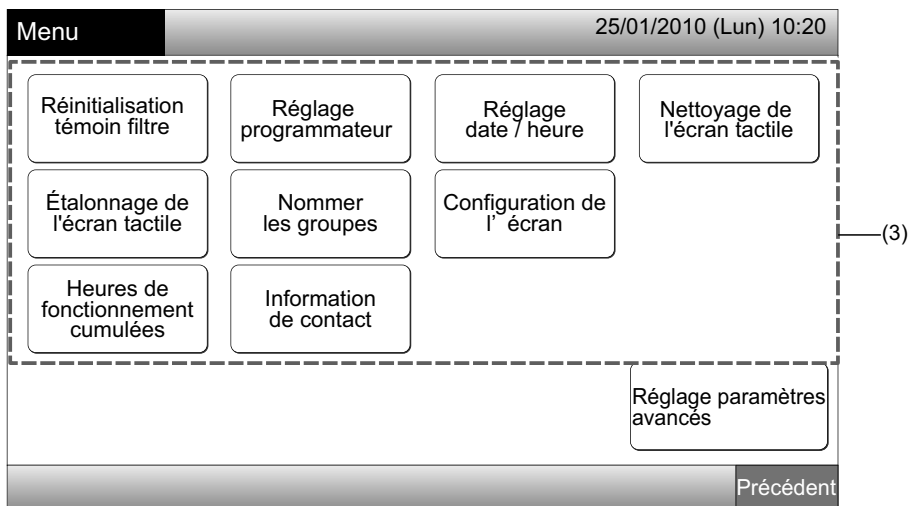 Menu
25/01/2010 (Lun) 10:20
Réinitialisation
témoin filtre
Réglage
programmateur
Réglage
date / heure
Nettoyage de
l'écran tactile
Étalonnage de
l'écran tactile
Nommer
les groupes
Configuration de
l’ écran
(3)
Heures de
fonctionnement
cumulées
Information
de contact
Réglage paramètres
avancés
Précédent